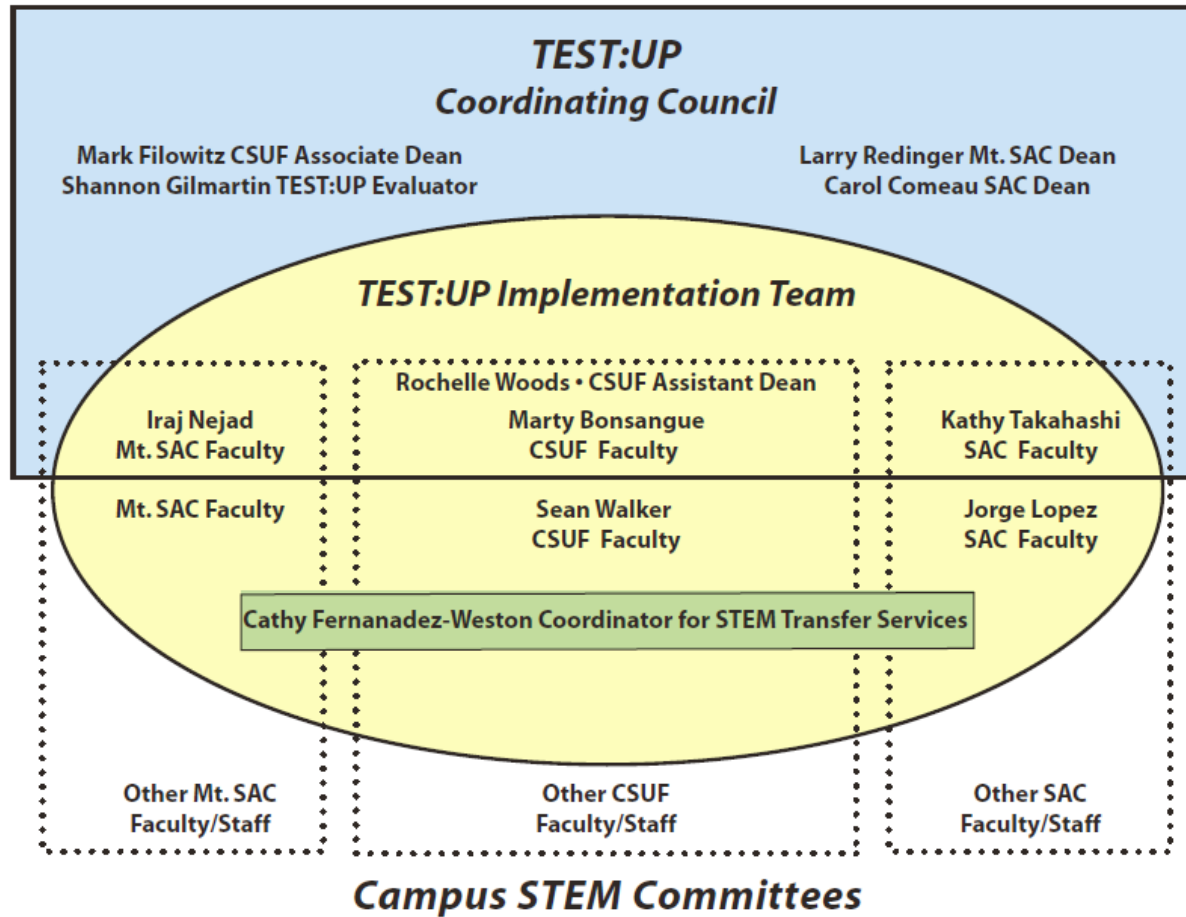 TEST:UP
Coordinating Council
Mark Filowitz CSUF Associate Dean
Shannon Gilmartin TEST:UP Evaluator
Larry Redinger Mt. SAC Dean
Carol Comeau SAC Dean
TEST:UP Implementation Team
Rochelle Woods • CSUF Assistant Dean
Iraj Nejad
Mt. SAC Faculty
Marty Bonsangue
CSUF Faculty
Kathy Takahashi
SAC Faculty
Mt. SAC Faculty
Sean Walker
CSUF Faculty
Jorge Lopez
SAC Faculty
Cathy Fernanadez-Weston Coordinator for STEM Transfer Services
Other Mt. SAC
Faculty/Staff
Other CSUF
Faculty/Staff
Other SAC
Faculty/Staff
Campus STEM Committees